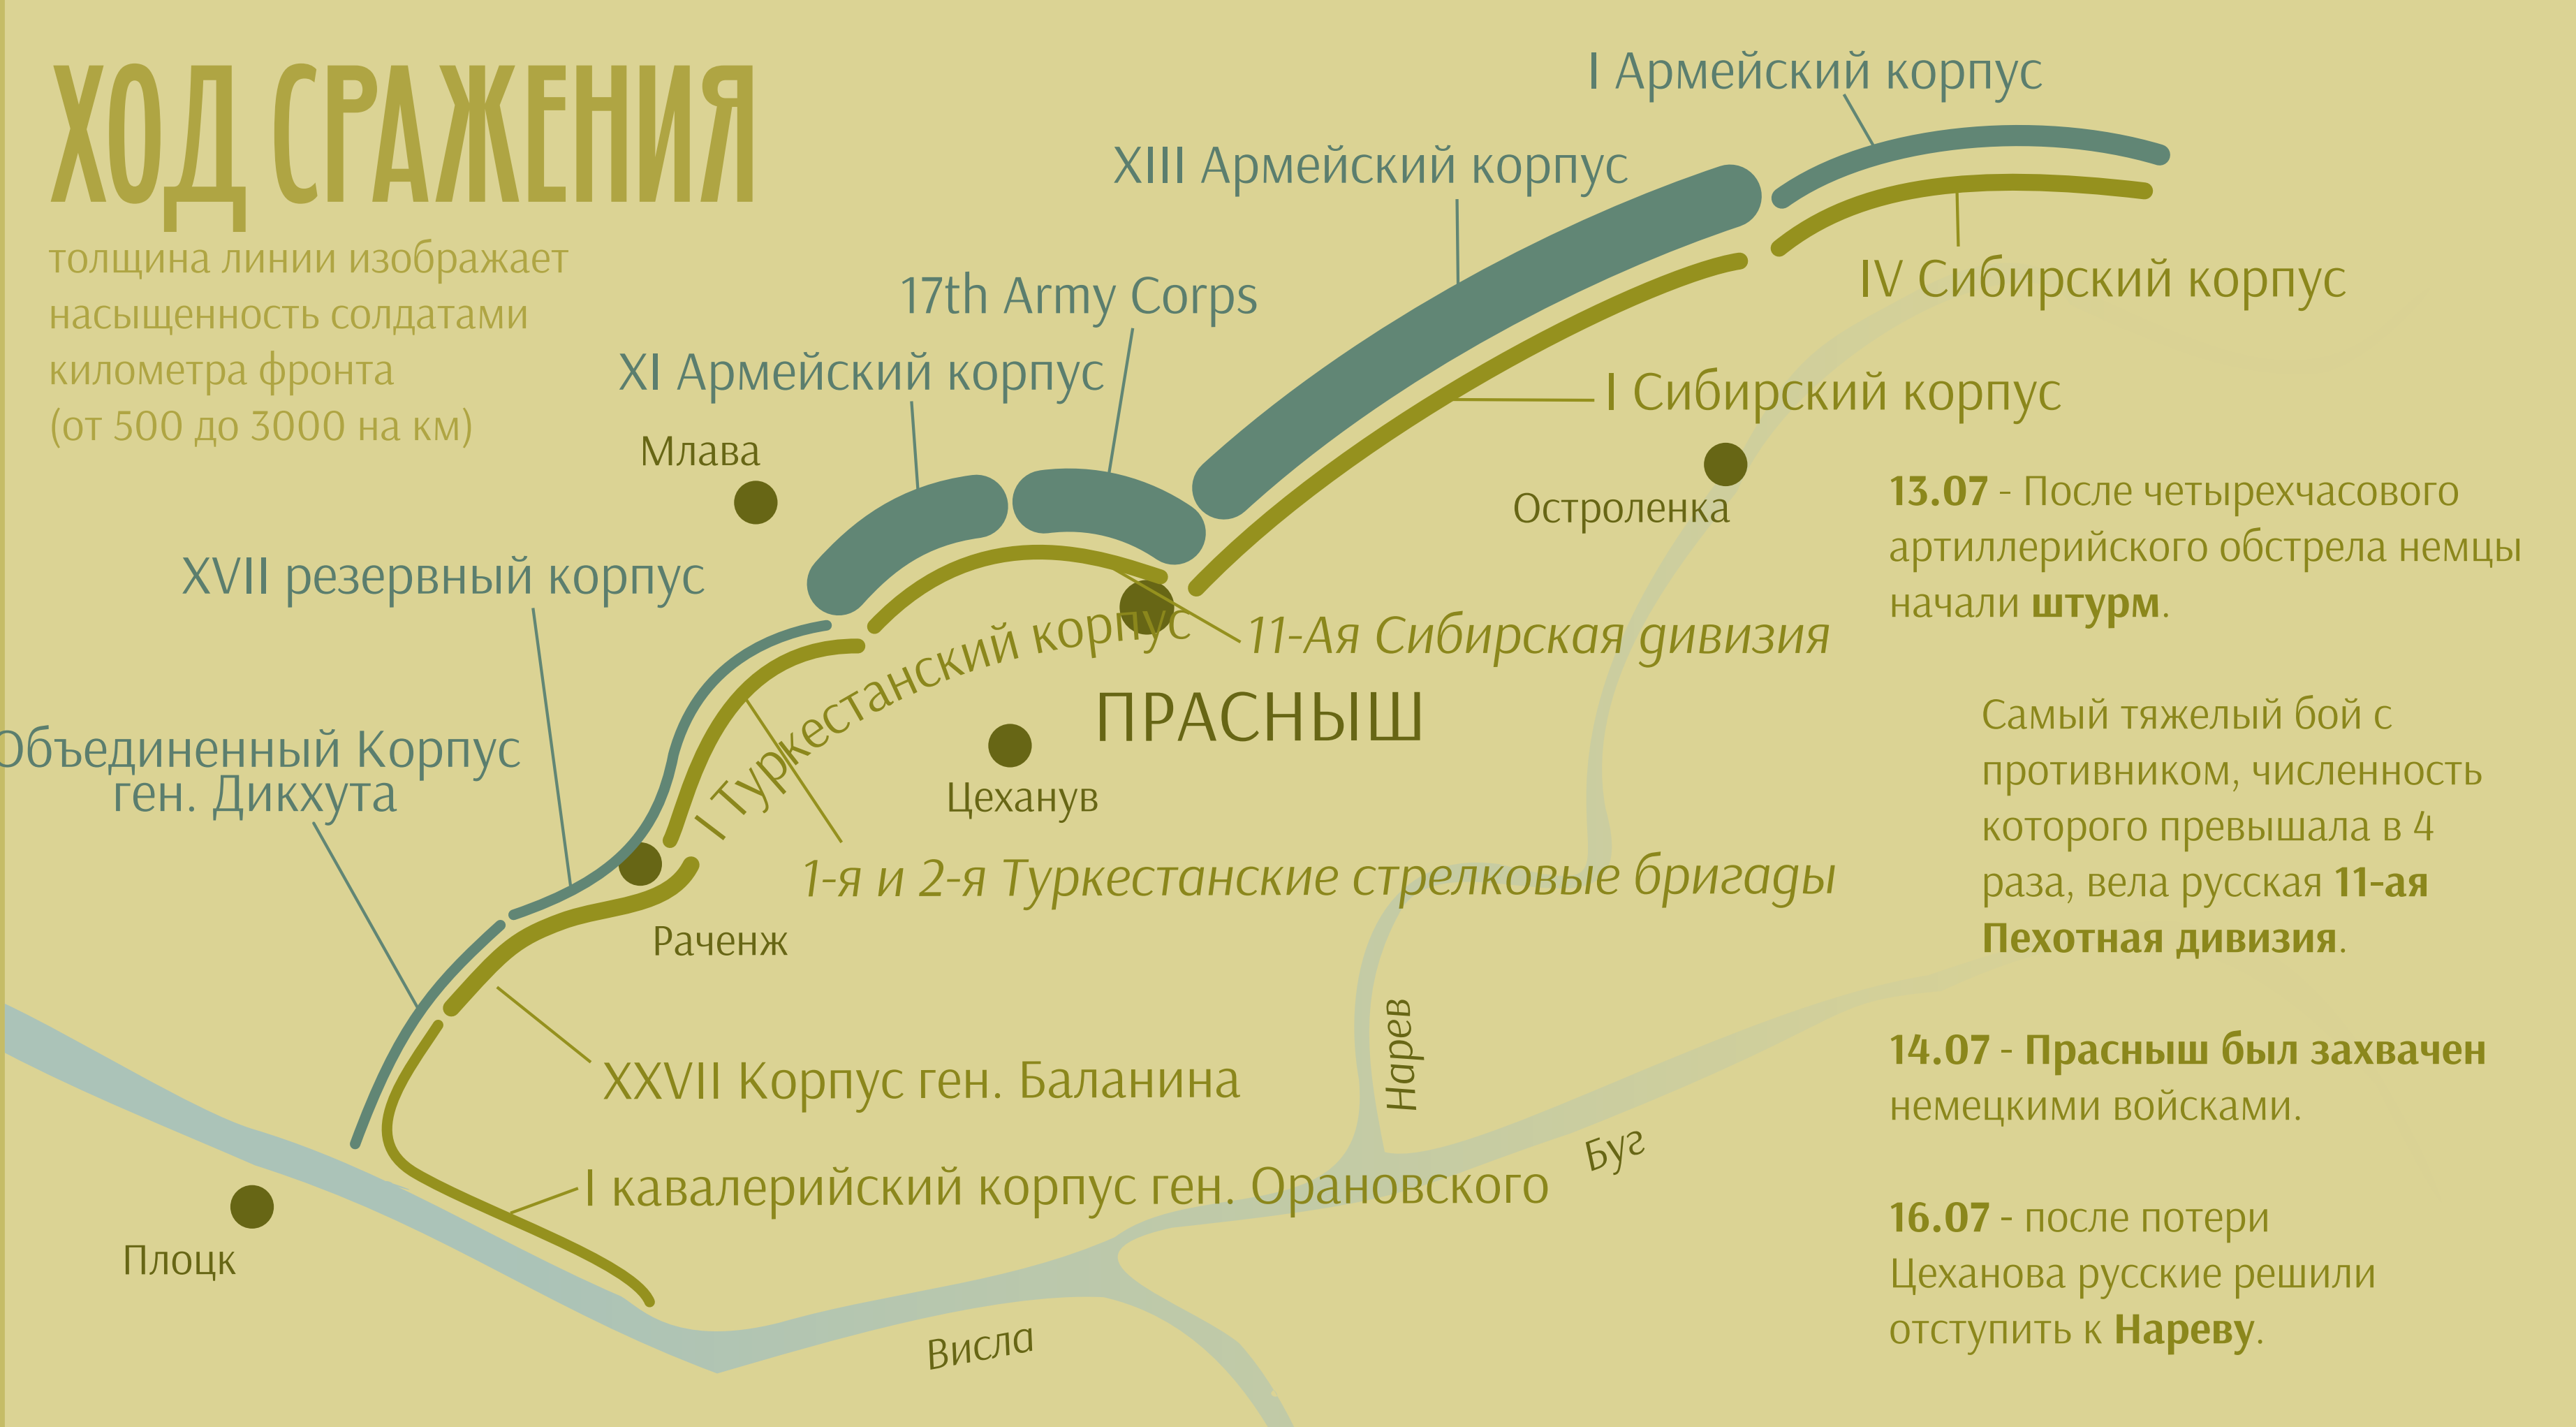 ХОД СРАЖЕНИЯ
толщина линии изображает
насыщенность солдатами
километра фронта
(от 500 до 3000 на км)
I Армейский корпус
XIII Армейский корпус
17th Army Corps
XI Армейский корпус
Млава
XVII резервный корпус
Объединенный Корпус
ген. Дикхута
IV Сибирский корпус
I Сибирский корпус
Остроленка
11-Ая Сибирская дивизия
I Туркестанский корпус
ПРАСНЫШ
Цеханув
1-я и 2-я Туркестанские стрелковые бригады
Раченж
XXVII Корпус ген. Баланина
I кавалерийский корпус ген. Орановского
Плоцк
Висла
Нарев
Буг
13.07 - После четырехчасового
артиллерийского обстрела немцы
начали штурм.
Самый тяжелый бой с
противником, численность
которого превышала в 4
раза, вела русская 11-ая
Пехотная дивизия.
14.07 - Прасныш был захвачен
немецкими войсками.
16.07 - после потери
Цеханова русские решили
отступить к Нареву.